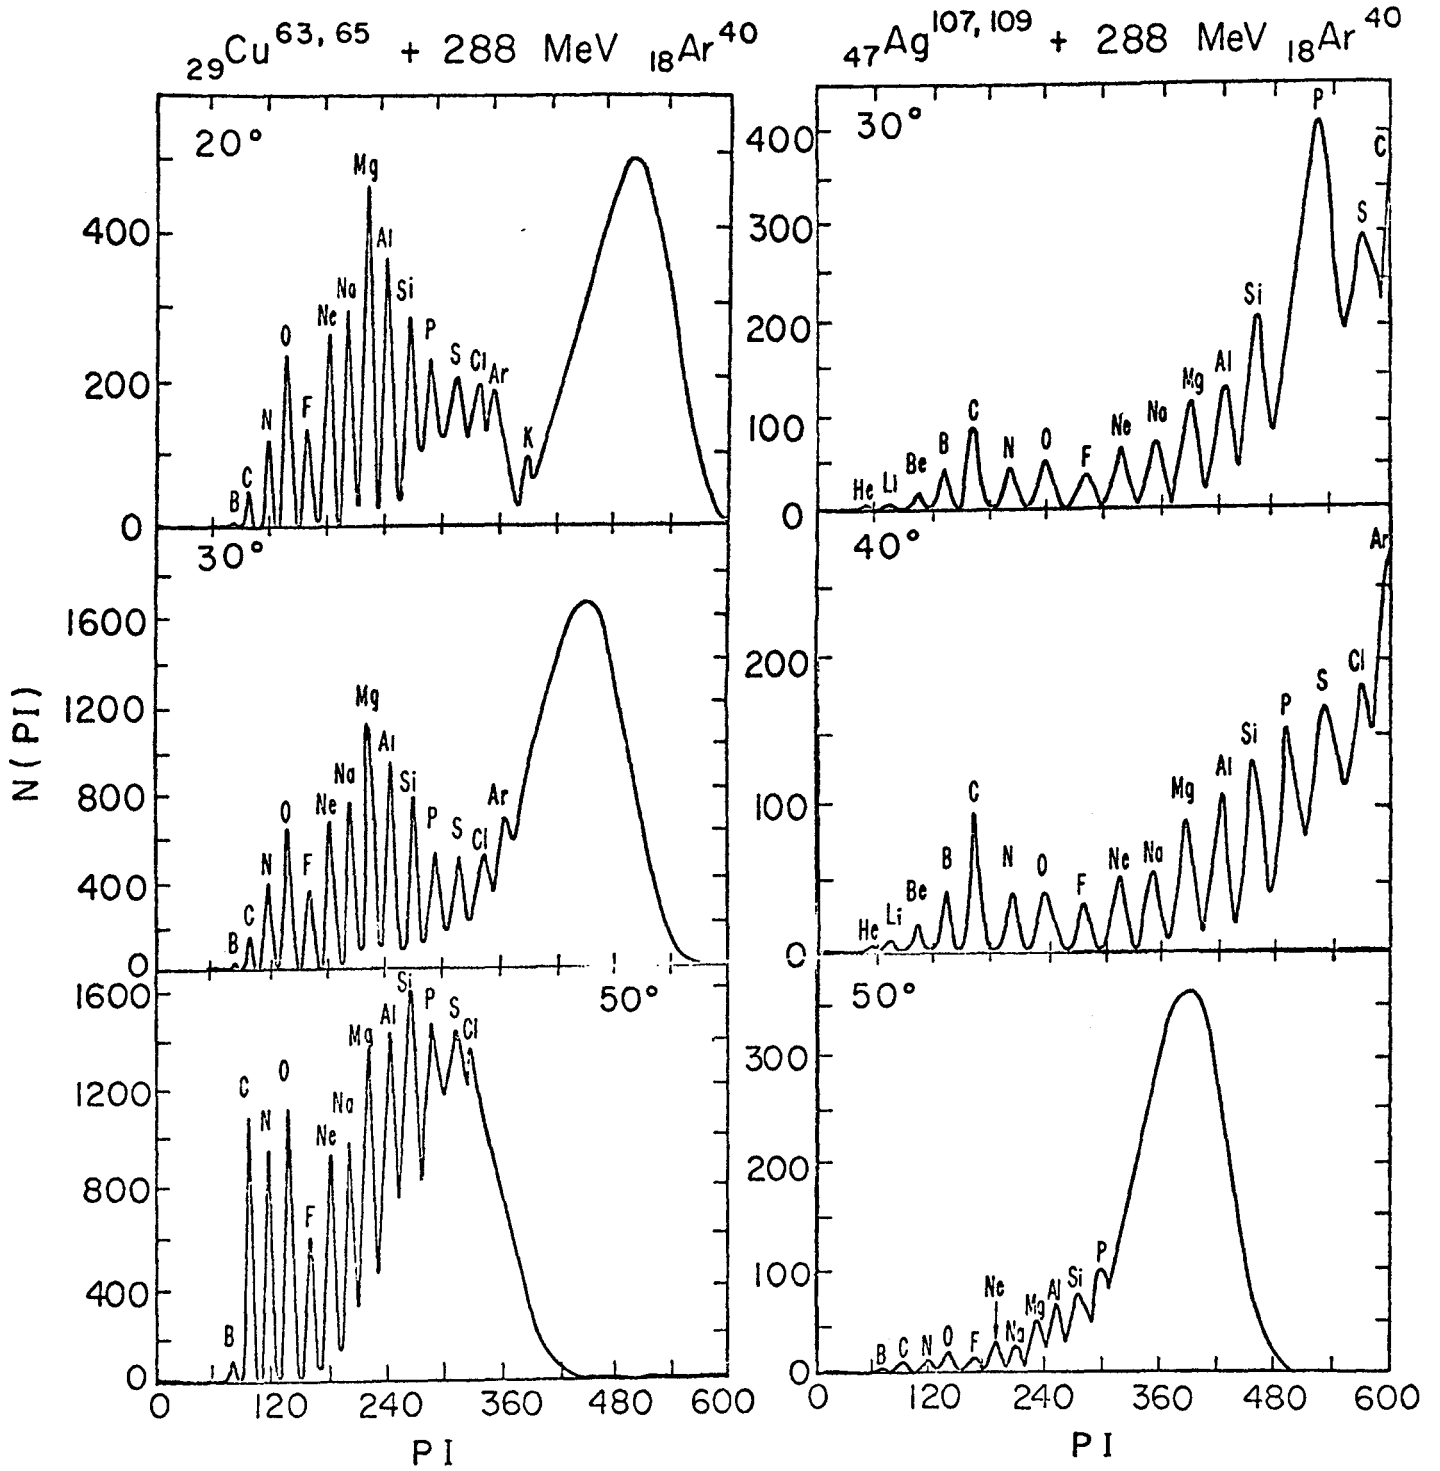 ₂₉Cu⁶³,⁶⁵ + 288 MeV ₁₈Ar⁴⁰
₄₇Ag¹⁰⁷,¹⁰⁹ + 288 MeV ₁₈Ar⁴⁰
N(PI)
20°
400
200
0
B C N O F Ne Na Mg Al Si P S Cl Ar K
30°
1600
1200
800
400
0
B C N O F Ne Na Mg Al Si P S Cl Ar
50°
1600
1200
800
400
0
B C N O F Ne Na Mg Al Si P S Cl
0 120 240 360 480 600
PI
30°
400
300
200
100
0
He Li Be B C N O F Ne Na Mg Al Si P S
40°
200
100
0
He Li Be B C N O F Ne Na Mg Al Si P S Cl Ar
50°
300
200
100
0
B C N O F Ne Na Mg Al Si P
0 120 240 360 480 600
PI